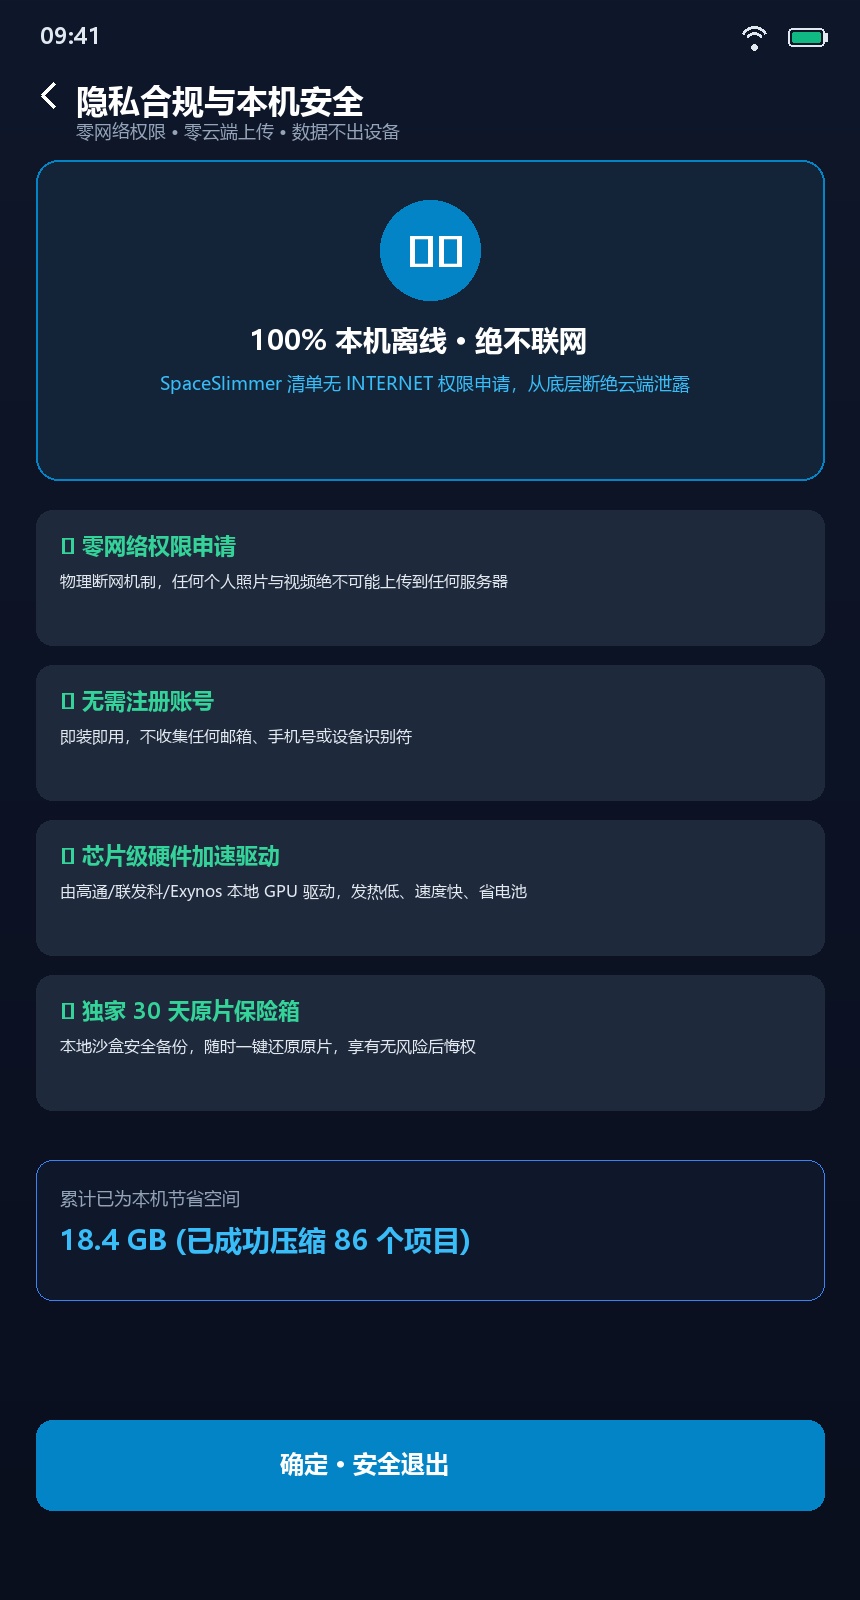 09:41
隐私合规与本机安全
零网络权限 • 零云端上传 • 数据不出设备
100% 本机离线 • 绝不联网
SpaceSlimmer 清单无 INTERNET 权限申请，从底层断绝云端泄露
零网络权限申请
物理断网机制，任何个人照片与视频绝不可能上传到任何服务器
无需注册账号
即装即用，不收集任何邮箱、手机号或设备识别符
芯片级硬件加速驱动
由高通/联发科/Exynos 本地 GPU 驱动，发热低、速度快、省电池
独家 30 天原片保险箱
本地沙盒安全备份，随时一键还原原片，享有无风险后悔权
累计已为本机节省空间
18.4 GB (已成功压缩 86 个项目)
确定 • 安全退出